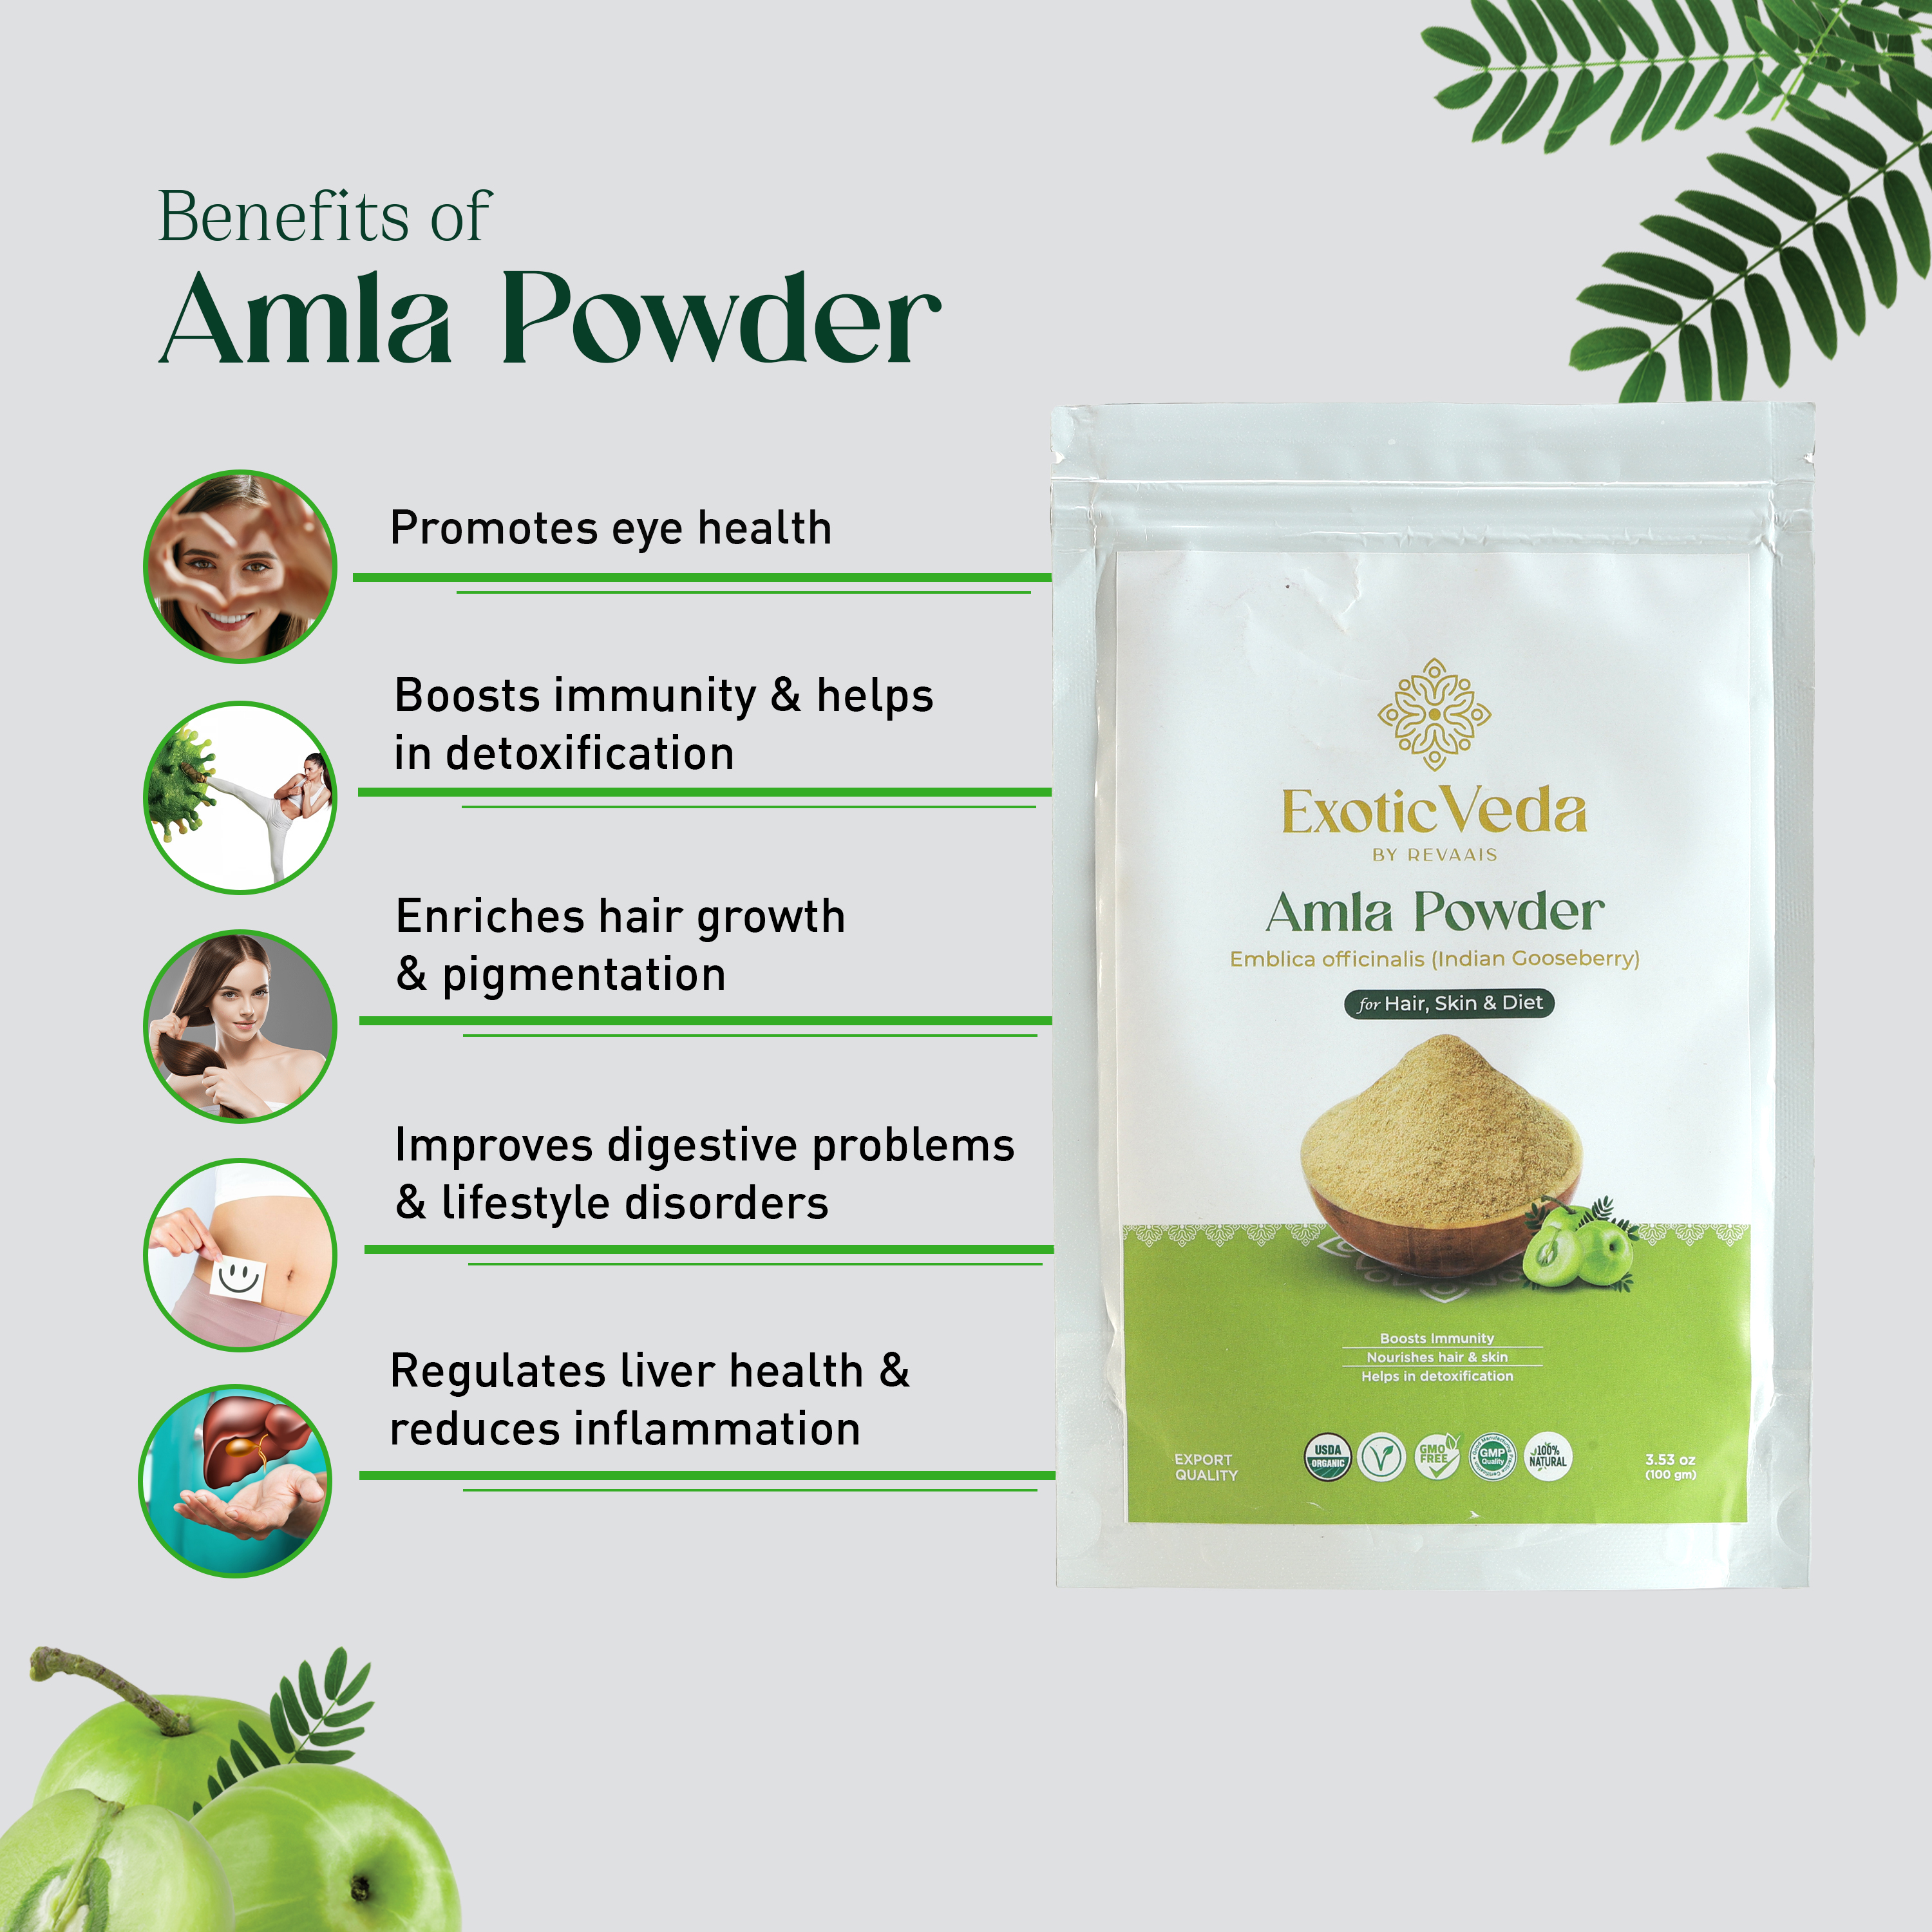 Benefits of
Amla Powder
Promotes eye health
Boosts immunity & helps
in detoxification
Enriches hair growth
& pigmentation
Improves digestive problems
& lifestyle disorders
Regulates liver health &
reduces inflammation
ExoticVeda
BY REVAAIS
Amla Powder
Emblica officinalis (Indian Gooseberry)
for Hair, Skin & Diet
Boosts Immunity
Nourishes hair & skin
Helps in detoxification
EXPORT
QUALITY
USDA
ORGANIC
GMO
FREE
GMP
Quality
100%
NATURAL
3.53 oz
(100 gm)